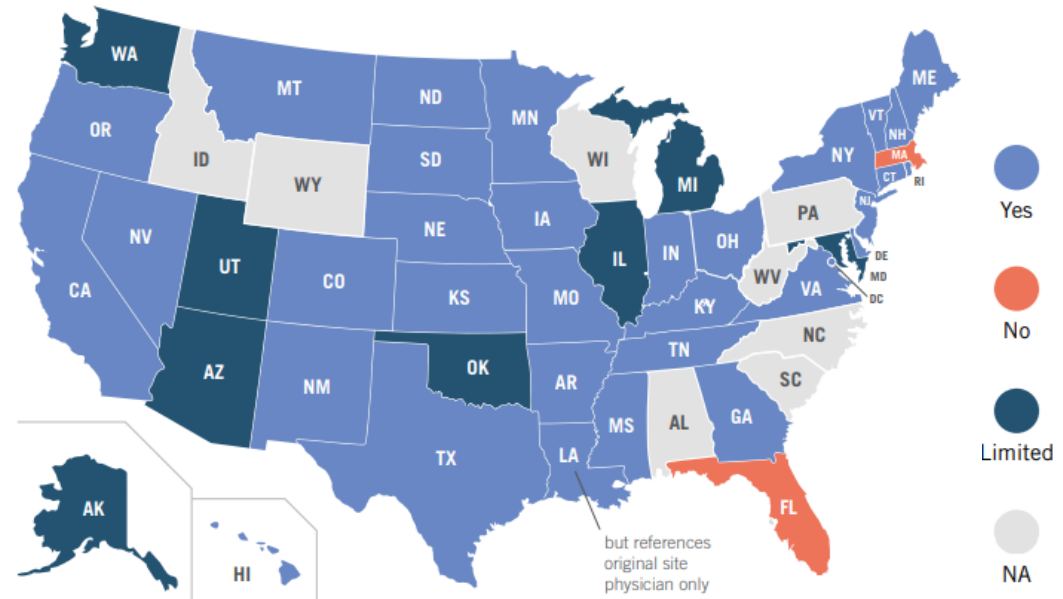 WA
MT
ND
MN
ME
OR
ID
SD
WI
MI
VT
NH
NY
MA
CT
RI
WY
NV
NE
IA
PA
NJ
UT
CO
IL
IN
OH
DE
MD
DC
CA
KS
MO
WV
VA
KY
AZ
NM
OK
AR
TN
NC
SC
TX
LA
MS
AL
GA
FL
AK
HI
but references
original site
physician only
Yes
No
Limited
NA